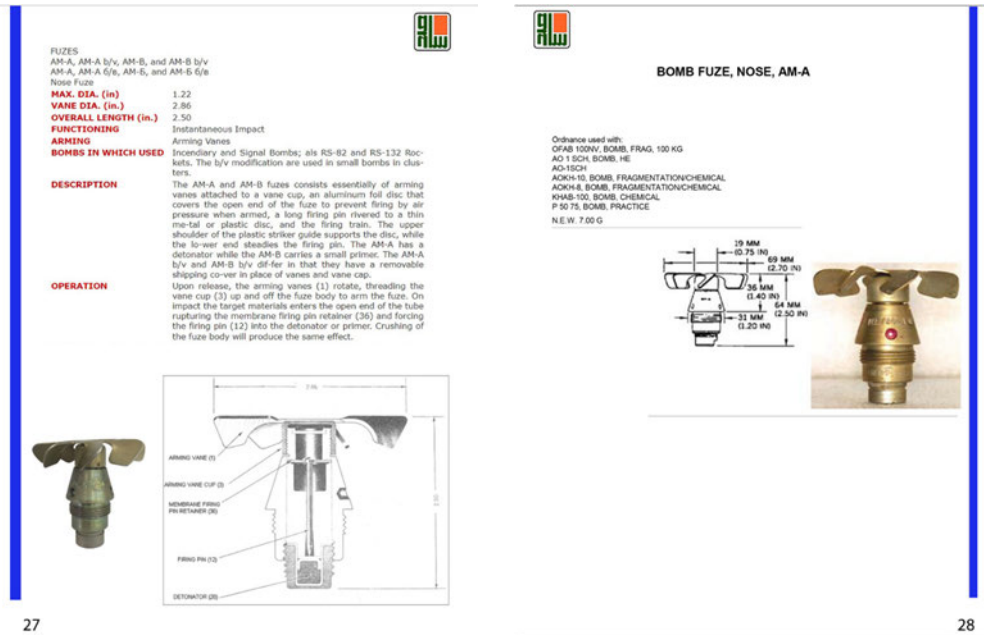 ساو
FUZES
AM-A, AM-A b/v, AM-B, and AM-B b/v
АМ-А, АМ-А б/в, АМ-Б, and АМ-Б б/в
Nose Fuze
MAX. DIA. (in) 1.22
VANE DIA. (in.) 2.86
OVERALL LENGTH (in.) 2.50
FUNCTIONING Instantaneous Impact
ARMING Arming Vanes
BOMBS IN WHICH USED Incendiary and Signal Bombs; als RS-82 and RS-132 Roc-
kets. The b/v modification are used in small bombs in clus-
ters.
DESCRIPTION The AM-A and AM-B fuzes consists essentially of arming
vanes attached to a vane cup, an aluminum foil disc that
covers the open end of the fuze to prevent firing by air
pressure when armed, a long firing pin rivered to a thin
me-tal or plastic disc, and the firing train. The upper
shoulder of the plastic striker guide supports the disc, while
the lo-wer end steadies the firing pin. The AM-A has a
detonator while the AM-B carries a small primer. The AM-A
b/v and AM-B b/v dif-fer in that they have a removable
shipping co-ver in place of vanes and vane cap.
OPERATION Upon release, the arming vanes (1) rotate, threading the
vane cup (3) up and off the fuze body to arm the fuze. On
impact the target materials enters the open end of the tube
rupturing the membrane firing pin retainer (36) and forcing
the firing pin (12) into the detonator or primer. Crushing of
the fuze body will produce the same effect.
2.86
ARMING VANE (1)
ARMING VANE CUP (3)
MEMBRANE FIRING
PIN RETAINER (36)
2.50
FIRING PIN (12)
DETONATOR (20)
27
ساو
BOMB FUZE, NOSE, AM-A
Ordnance used with:
OFAB 100NV, BOMB, FRAG, 100 KG
AO 1 SCH, BOMB, HE
AO-1SCH
AOKH-10, BOMB, FRAGMENTATION/CHEMICAL
AOKH-8, BOMB, FRAGMENTATION/CHEMICAL
KHAB-100, BOMB, CHEMICAL
P 50 75, BOMB, PRACTICE
N.E.W. 7.00 G
19 MM
(0.75 IN)
69 MM
(2.70 IN)
36 MM
(1.40 IN)
64 MM
(2.50 IN)
31 MM
(1.20 IN)
28